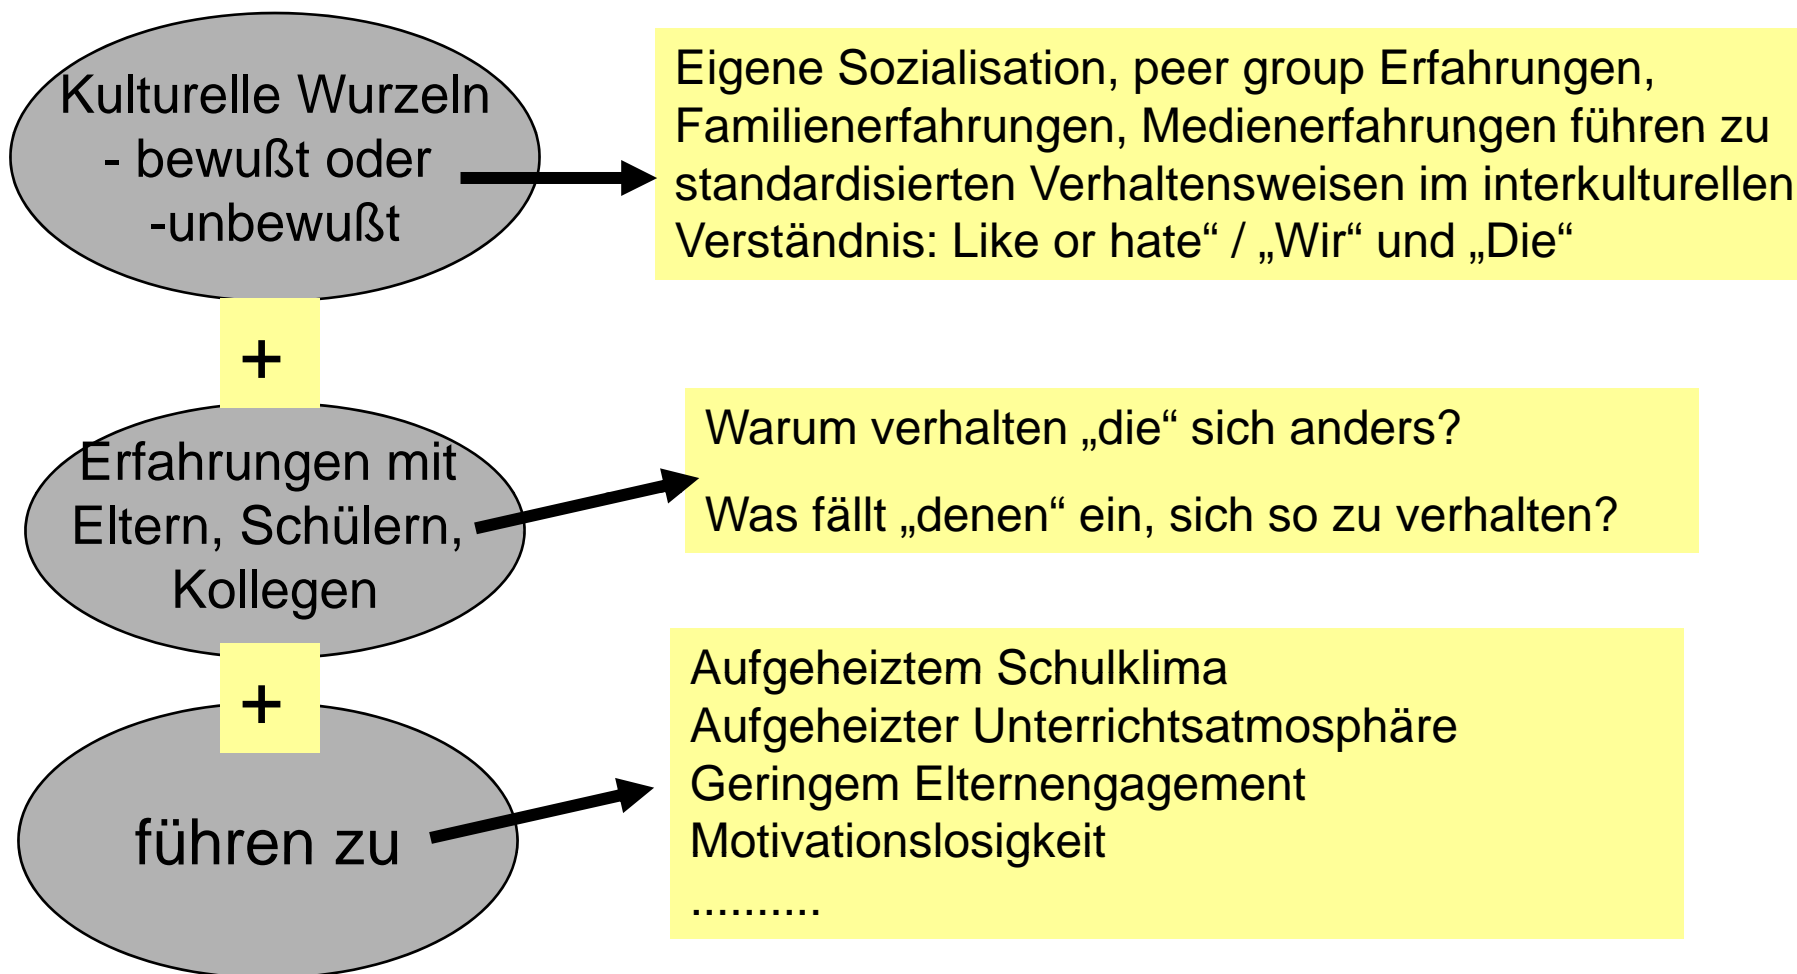 Kulturelle Wurzeln
- bewußt oder
-unbewußt
Eigene Sozialisation, peer group Erfahrungen,
Familienerfahrungen, Medienerfahrungen führen zu
standardisierten Verhaltensweisen im interkulturellen
Verständnis: Like or hate“ / „Wir“ und „Die“
+
Erfahrungen mit
Eltern, Schülern,
Kollegen
Warum verhalten „die“ sich anders?
Was fällt „denen“ ein, sich so zu verhalten?
+
führen zu
Aufgeheiztem Schulklima
Aufgeheizter Unterrichtsatmosphäre
Geringem Elternengagement
Motivationslosigkeit
..........